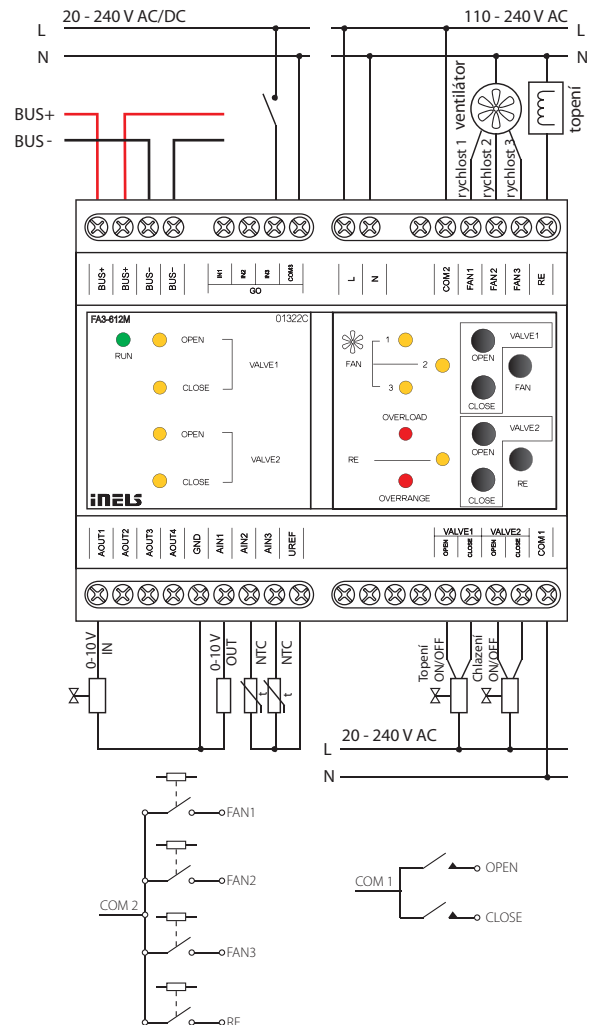 20 - 240 V AC/DC
110 - 240 V AC
L
L
N
N
BUS+
BUS -
rychlost 1
ventilátor
rychlost 2
rychlost 3
topení
BUS+
BUS+
BUS−
BUS−
IN1
IN2
IN3
COM3
GO
L
N
COM2
FAN1
FAN2
FAN3
RE
FA3-612M
01322C
RUN
OPEN
CLOSE
VALVE1
OPEN
CLOSE
VALVE2
FAN
1
2
3
OVERLOAD
RE
OVERRANGE
VALVE1
OPEN
FAN
CLOSE
VALVE2
OPEN
RE
CLOSE
iNELS
AOUT1
AOUT2
AOUT3
AOUT4
GND
AIN1
AIN2
AIN3
UREF
VALVE1
VALVE2
OPEN
CLOSE
OPEN
CLOSE
COM1
0-10 V
IN
0-10 V
OUT
NTC
NTC
t
t
Topení
ON/OFF
Chlazení
ON/OFF
20 - 240 V AC
L
N
FAN1
FAN2
COM 2
FAN3
RE
COM 1
OPEN
CLOSE